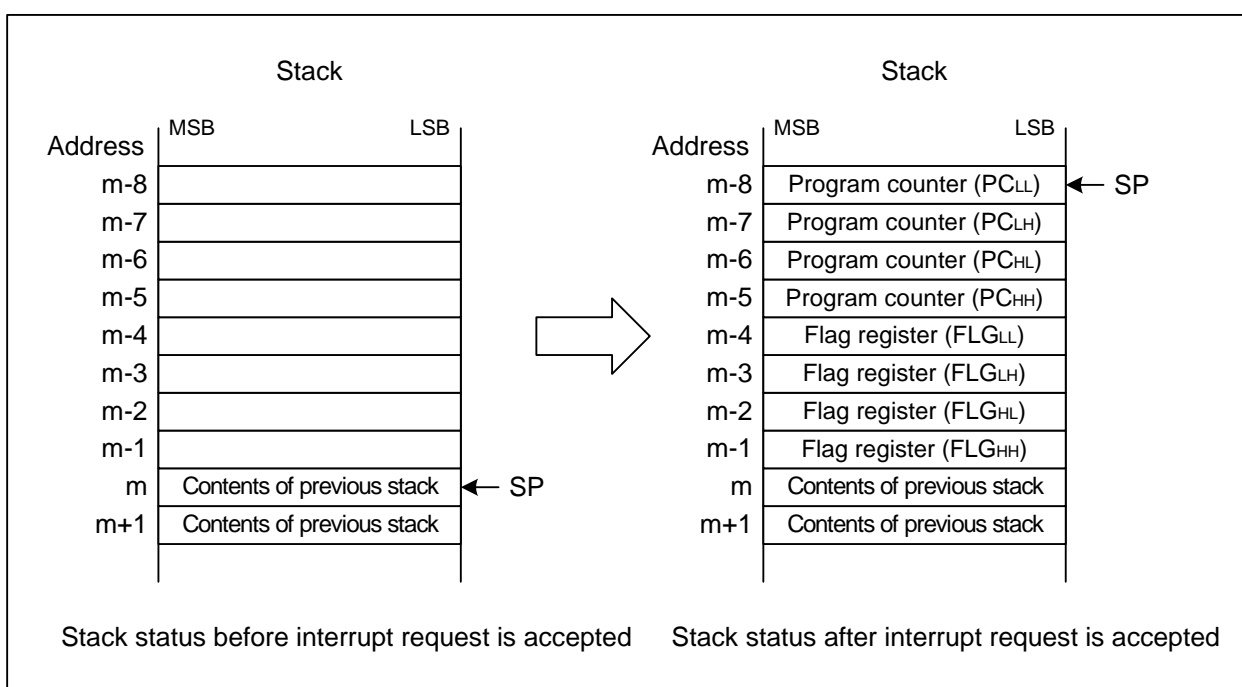 Stack
MSB LSB
Address
m-8
m-7
m-6
m-5
m-4
m-3
m-2
m-1
m Contents of previous stack SP
m+1 Contents of previous stack
Stack status before interrupt request is accepted
Stack
MSB LSB
Address
m-8 Program counter (PCLL) SP
m-7 Program counter (PCLH)
m-6 Program counter (PCHL)
m-5 Program counter (PCHH)
m-4 Flag register (FLGLL)
m-3 Flag register (FLGLH)
m-2 Flag register (FLGHL)
m-1 Flag register (FLGHH)
m Contents of previous stack
m+1 Contents of previous stack
Stack status after interrupt request is accepted